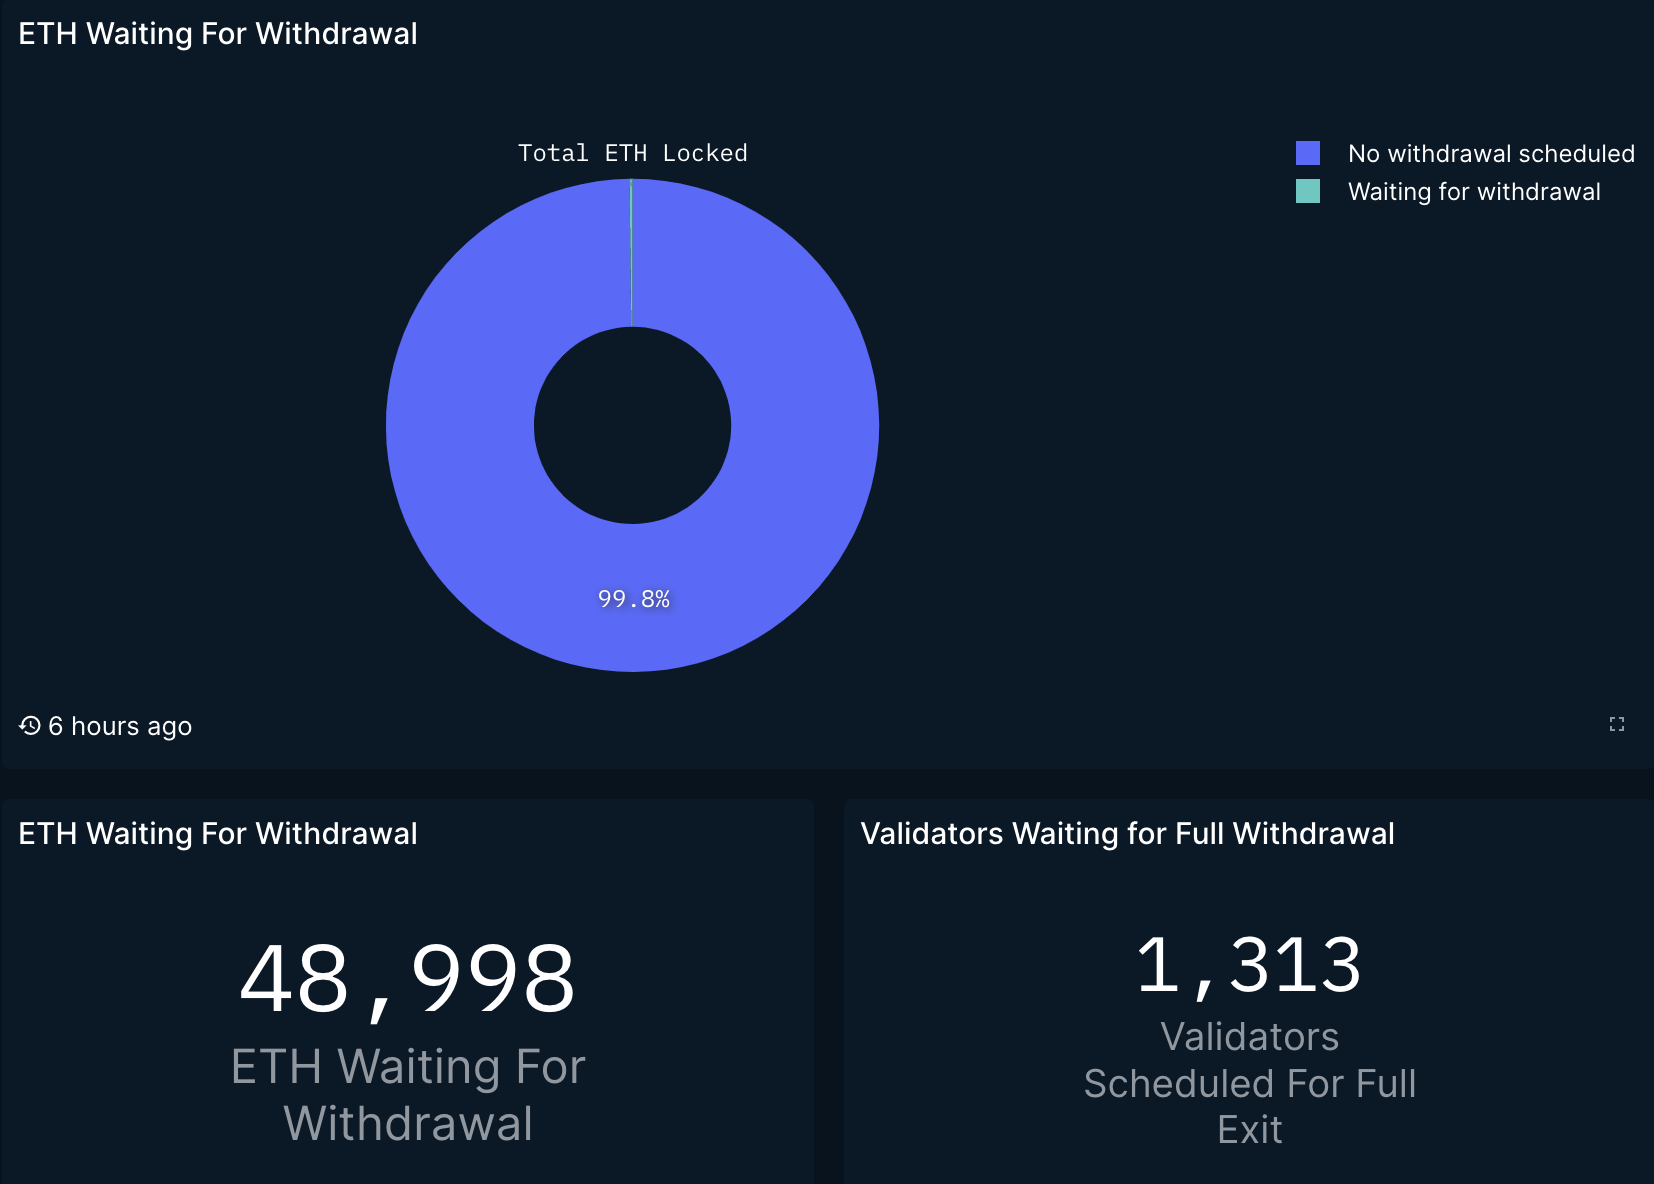 ETH Waiting For Withdrawal
Total ETH Locked
No withdrawal scheduled
Waiting for withdrawal
99.8%
6 hours ago
ETH Waiting For Withdrawal
48,998
ETH Waiting For
Withdrawal
Validators Waiting for Full Withdrawal
1,313
Validators
Scheduled For Full
Exit